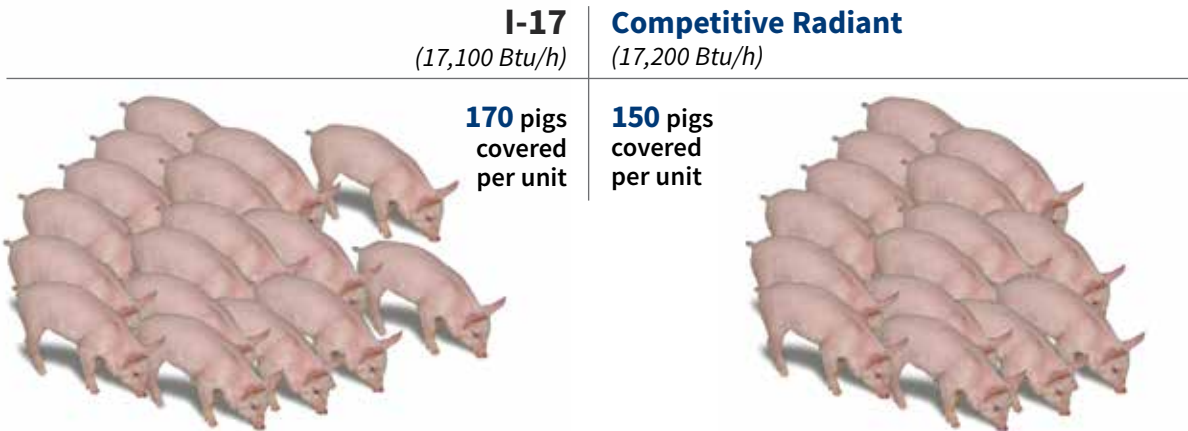 I-17
(17,100 Btu/h)
170 pigs
covered
per unit
Competitive Radiant
(17,200 Btu/h)
150 pigs
covered
per unit